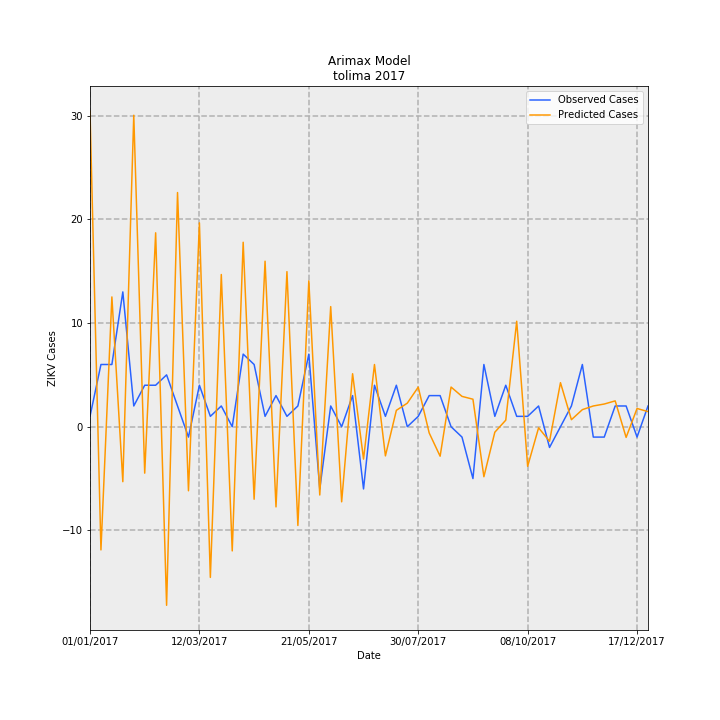 Arimax Model
tolima 2017
Observed Cases
Predicted Cases
30
20
10
0
−10
ZIKV Cases
01/01/2017 12/03/2017 21/05/2017 30/07/2017 08/10/2017 17/12/2017
Date